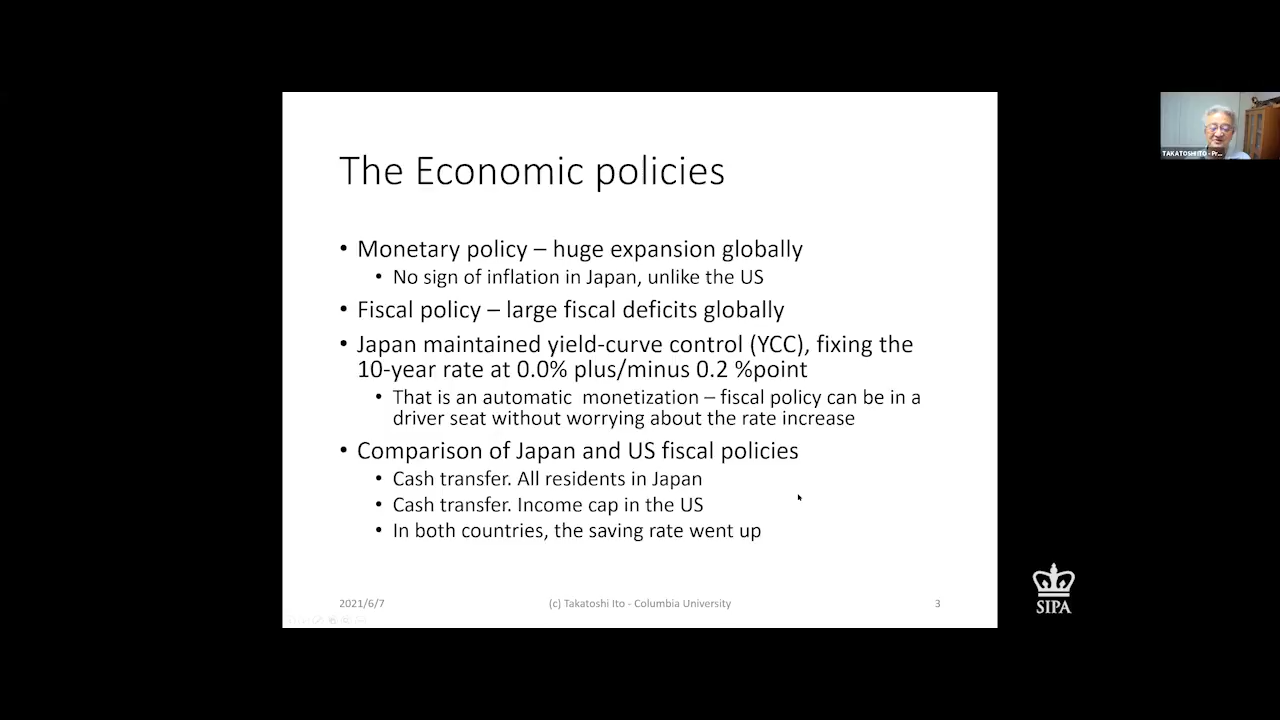 The Economic policies
• Monetary policy – huge expansion globally
• No sign of inflation in Japan, unlike the US
• Fiscal policy – large fiscal deficits globally
• Japan maintained yield-curve control (YCC), fixing the
10-year rate at 0.0% plus/minus 0.2 %point
• That is an automatic monetization – fiscal policy can be in a
driver seat without worrying about the rate increase
• Comparison of Japan and US fiscal policies
• Cash transfer. All residents in Japan
• Cash transfer. Income cap in the US
• In both countries, the saving rate went up
2021/6/7
(c) Takatoshi Ito - Columbia University
3
TAKATOSHI ITO - Pr...
SIPA